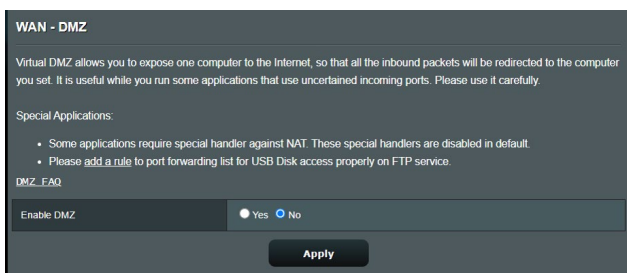 WAN - DMZ
Virtual DMZ allows you to expose one computer to the Internet, so that all the inbound packets will be redirected to the computer
you set. It is useful while you run some applications that use uncertained incoming ports. Please use it carefully.
Special Applications:
• Some applications require special handler against NAT. These special handlers are disabled in default.
• Please add a rule to port forwarding list for USB Disk access properly on FTP service.
DMZ FAQ
Enable DMZ Yes No
Apply